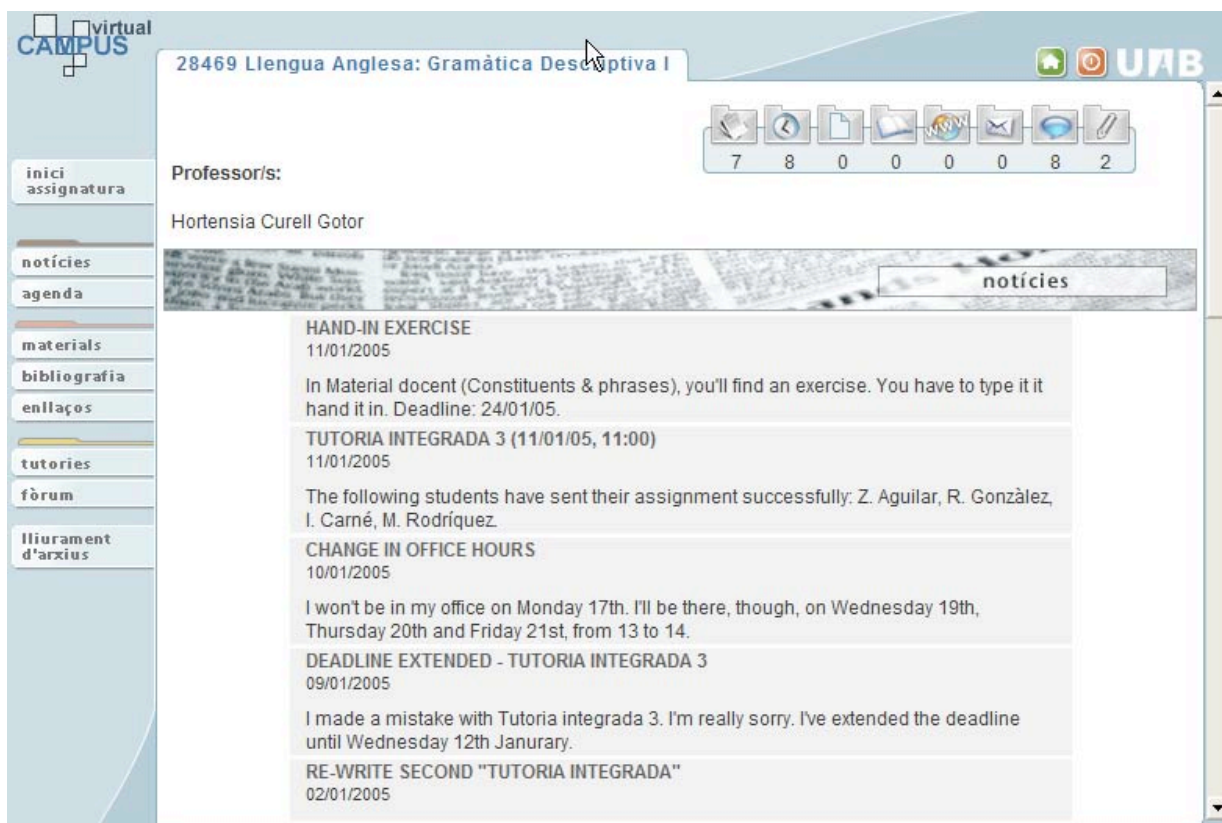 virtual
CAMPUS
28469 Llengua Anglesa: Gramàtica Descriptiva I
UAB
WWW
7 8 0 0 0 0 8 2
inici
assignatura
notícies
agenda
materials
bibliografia
enllaços
tutories
fòrum
lliurament
d'arxius
Professor/s:
Hortensia Curell Gotor
notícies
HAND-IN EXERCISE
11/01/2005
In Material docent (Constituents & phrases), you'll find an exercise. You have to type it it
hand it in. Deadline: 24/01/05.
TUTORIA INTEGRADA 3 (11/01/05, 11:00)
11/01/2005
The following students have sent their assignment successfully: Z. Aguilar, R. Gonzàlez,
I. Carné, M. Rodríquez.
CHANGE IN OFFICE HOURS
10/01/2005
I won't be in my office on Monday 17th. I'll be there, though, on Wednesday 19th,
Thursday 20th and Friday 21st, from 13 to 14.
DEADLINE EXTENDED - TUTORIA INTEGRADA 3
09/01/2005
I made a mistake with Tutoria integrada 3. I'm really sorry. I've extended the deadline
until Wednesday 12th Janurary.
RE-WRITE SECOND "TUTORIA INTEGRADA"
02/01/2005